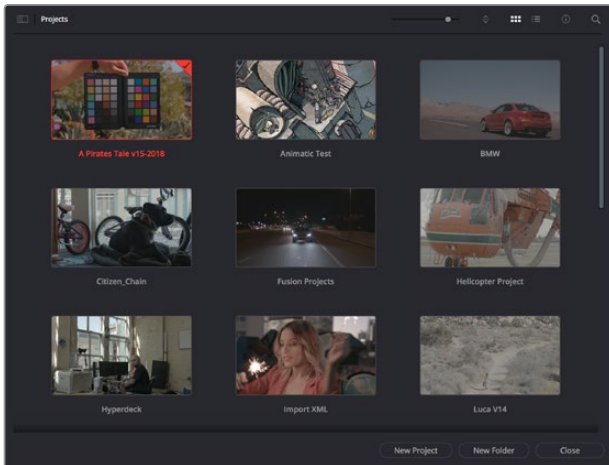 Projects
A Pirates Tale v15-2018
Animatic Test
BMW
Citizen_Chain
Fusion Projects
Helicopter Project
Hyperdeck
Import XML
Luca V14
New Project
New Folder
Close